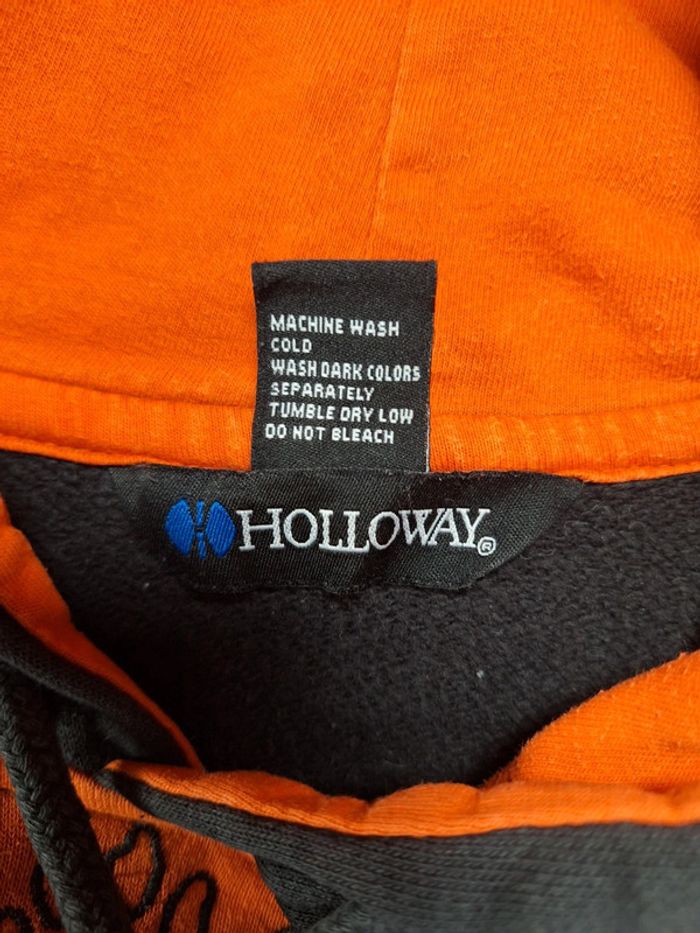 MACHINE WASH
COLD
WASH DARK COLORS
SEPARATELY
TUMBLE DRY LOW
DO NOT BLEACH
HOLLOWAY®